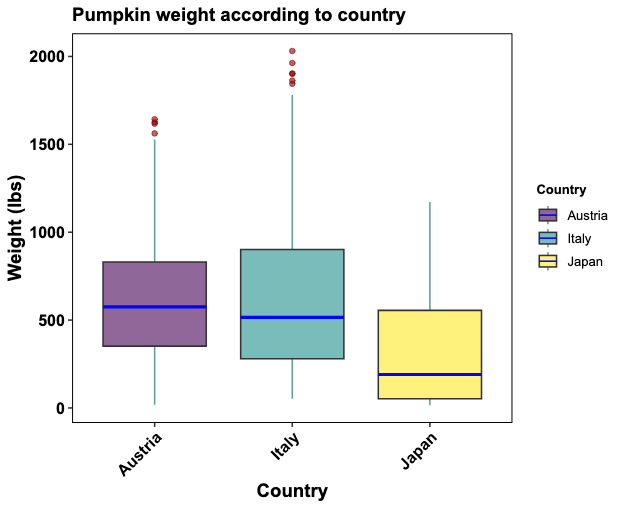 Pumpkin weight according to country
2000
1500
1000
500
0
Weight (lbs)
Austria
Italy
Japan
Country
Country
Austria
Italy
Japan